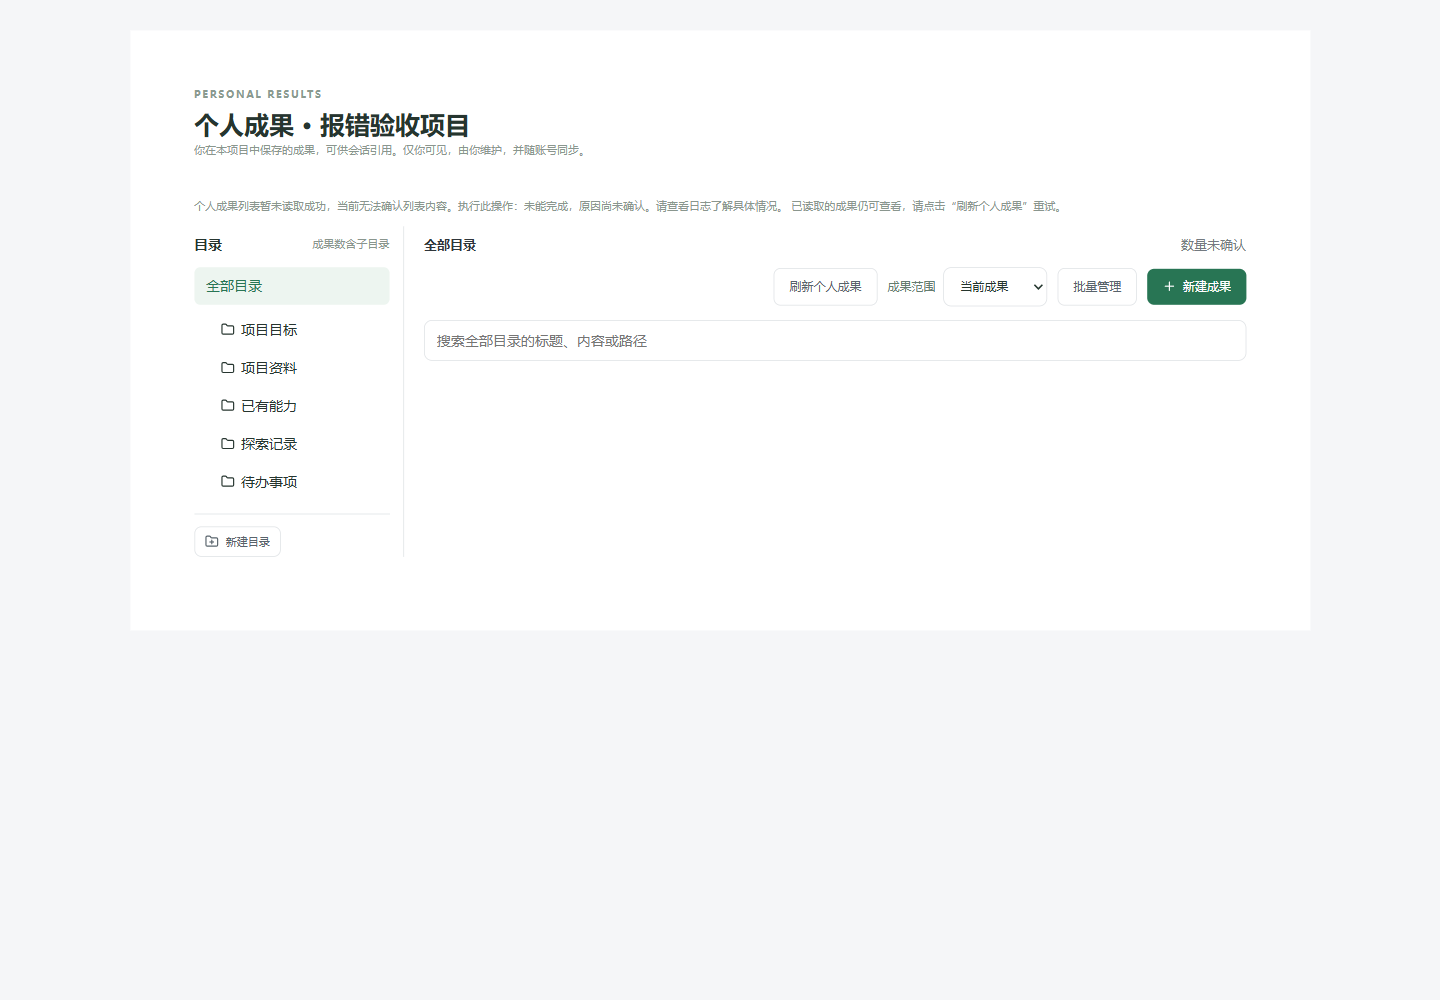 PERSONAL RESULTS
个人成果·报错验收项目
你在本项目中保存的成果，可供会话引用。仅你可见，由你维护，并随账号同步。
个人成果列表暂未读取成功，当前无法确认列表内容。执行此操作：未能完成，原因尚未确认。请查看日志了解具体情况。 已读取的成果仍可查看，请点击“刷新个人成果”重试。
目录 成果数含子目录
全部目录
项目目标
项目资料
已有能力
探索记录
待办事项
新建目录
全部目录 数量未确认
刷新个人成果 成果范围 当前成果 批量管理 新建成果
搜索全部目录的标题、内容或路径